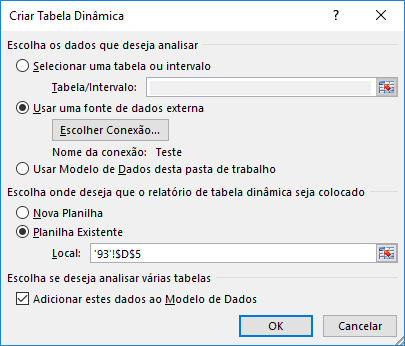 Criar Tabela Dinâmica
Escolha os dados que deseja analisar
Selecionar uma tabela ou intervalo
Tabela/Intervalo:
Usar uma fonte de dados externa
Escolher Conexão...
Nome da conexão: Teste
Usar Modelo de Dados desta pasta de trabalho
Escolha onde deseja que o relatório de tabela dinâmica seja colocado
Nova Planilha
Planilha Existente
Local: '93'!$D$5
Escolha se deseja analisar várias tabelas
Adicionar estes dados ao Modelo de Dados
OK Cancelar